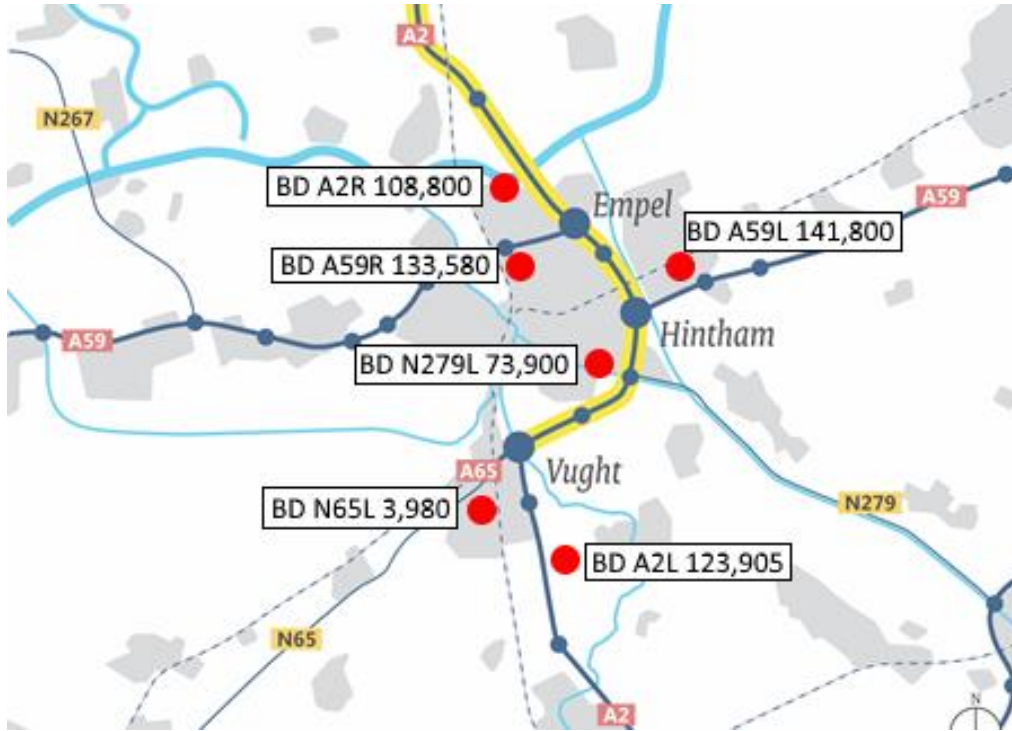 A2
N267
BD A2R 108,800
Empel
A59
BD A59L 141,800
BD A59R 133,580
A59
Hintham
BD N279L 73,900
A65
Vught
BD N65L 3,980
N279
BD A2L 123,905
N65
A2
N